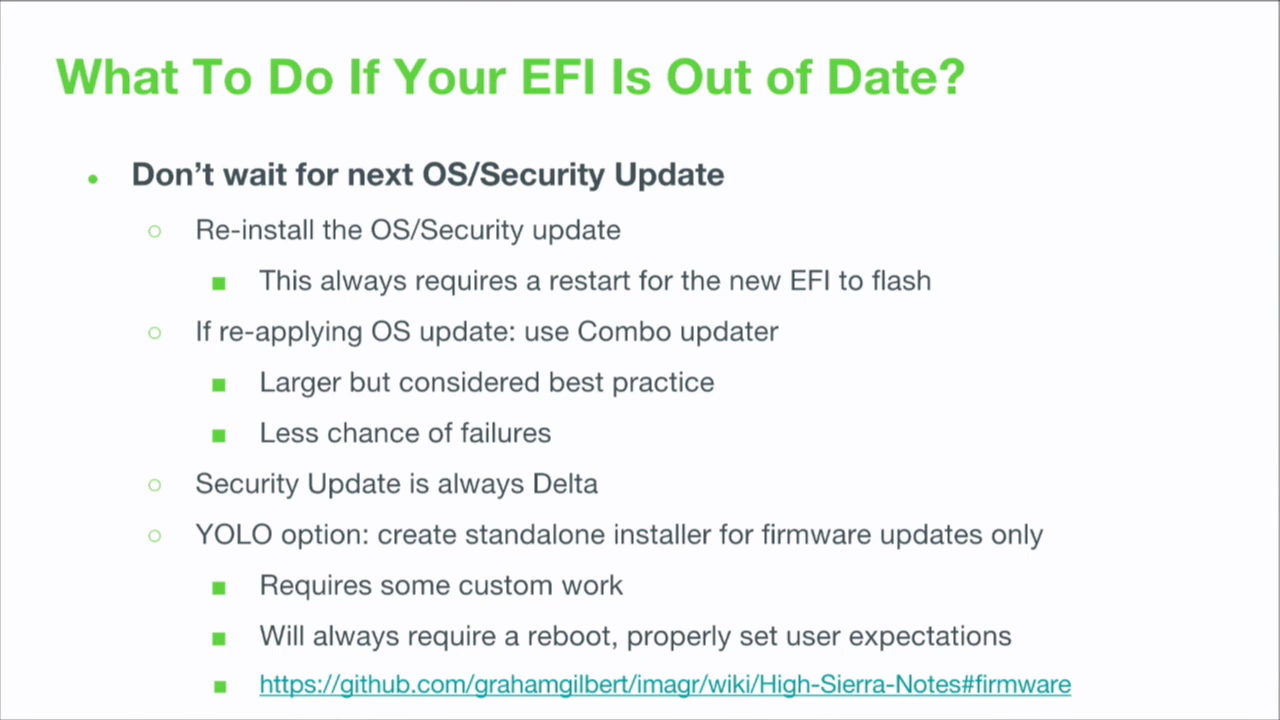 What To Do If Your EFI Is Out of Date?
Don’t wait for next OS/Security Update
Re-install the OS/Security update
This always requires a restart for the new EFI to flash
If re-applying OS update: use Combo updater
Larger but considered best practice
Less chance of failures
Security Update is always Delta
YOLO option: create standalone installer for firmware updates only
Requires some custom work
Will always require a reboot, properly set user expectations
https://github.com/grahamgilbert/imagr/wiki/High-Sierra-Notes#firmware